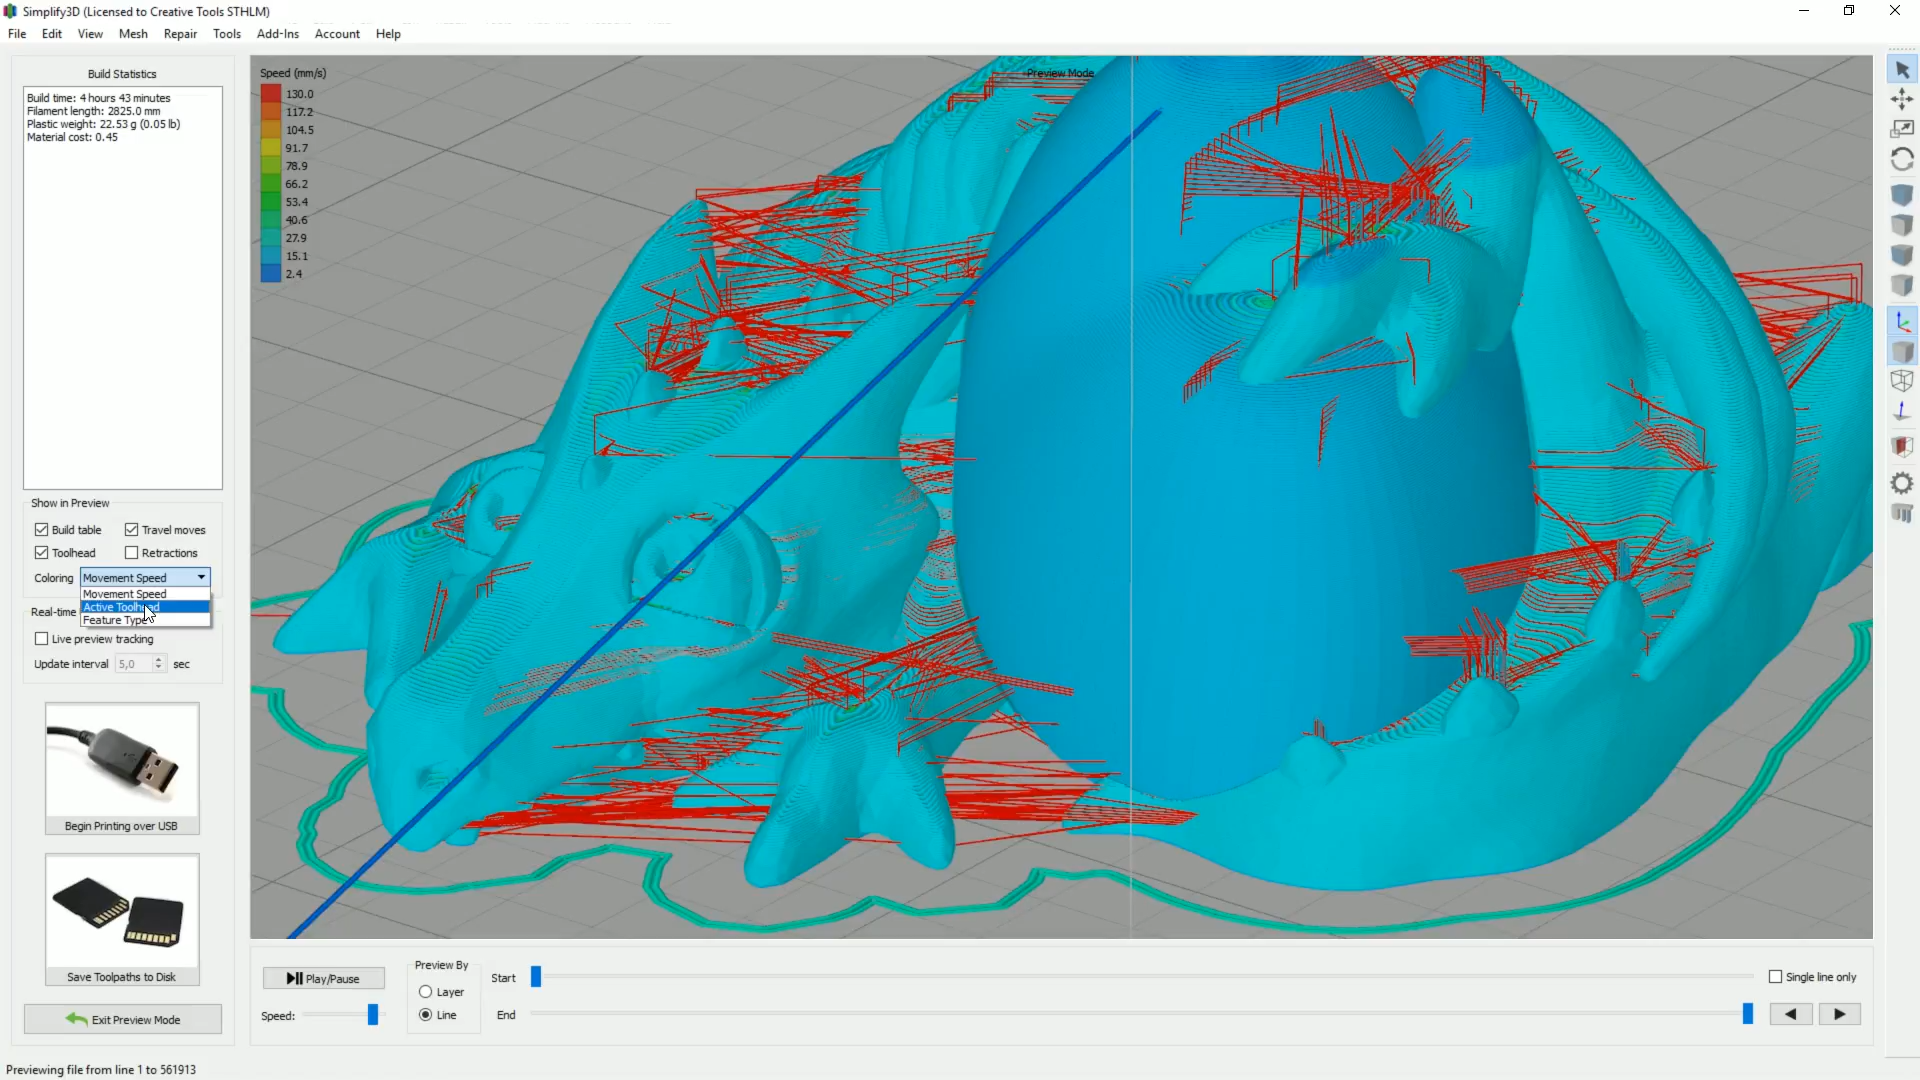 Simplify3D (Licensed to Creative Tools STHLM)
File Edit View Mesh Repair Tools Add-Ins Account Help
Build Statistics
Build time: 4 hours 43 minutes
Filament length: 2825.0 mm
Plastic weight: 22.53 g (0.05 lb)
Material cost: 0.45
Speed (mm/s)
130.0
117.2
104.5
91.7
78.9
66.2
53.4
40.6
27.9
15.1
2.4
Preview Mode
Show in Preview
Build table Travel moves
Toolhead Retractions
Coloring Movement Speed
Movement Speed
Active Toolhead
Feature Type
Real-time
Live preview tracking
Update interval 5,0 sec
Begin Printing over USB
Save Toolpaths to Disk
Exit Preview Mode
Play/Pause
Speed:
Preview By
Layer
Line
Start
End
Single line only
Previewing file from line 1 to 561913